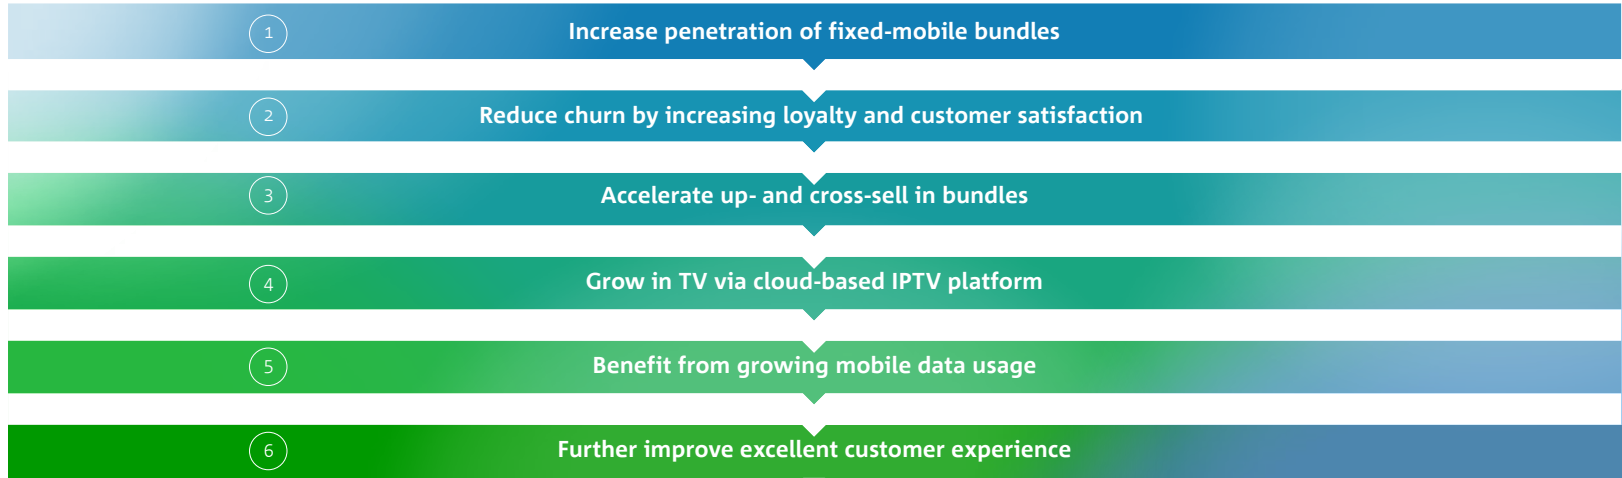 1 Increase penetration of fixed-mobile bundles
2 Reduce churn by increasing loyalty and customer satisfaction
3 Accelerate up- and cross-sell in bundles
4 Grow in TV via cloud-based IPTV platform
5 Benefit from growing mobile data usage
6 Further improve excellent customer experience